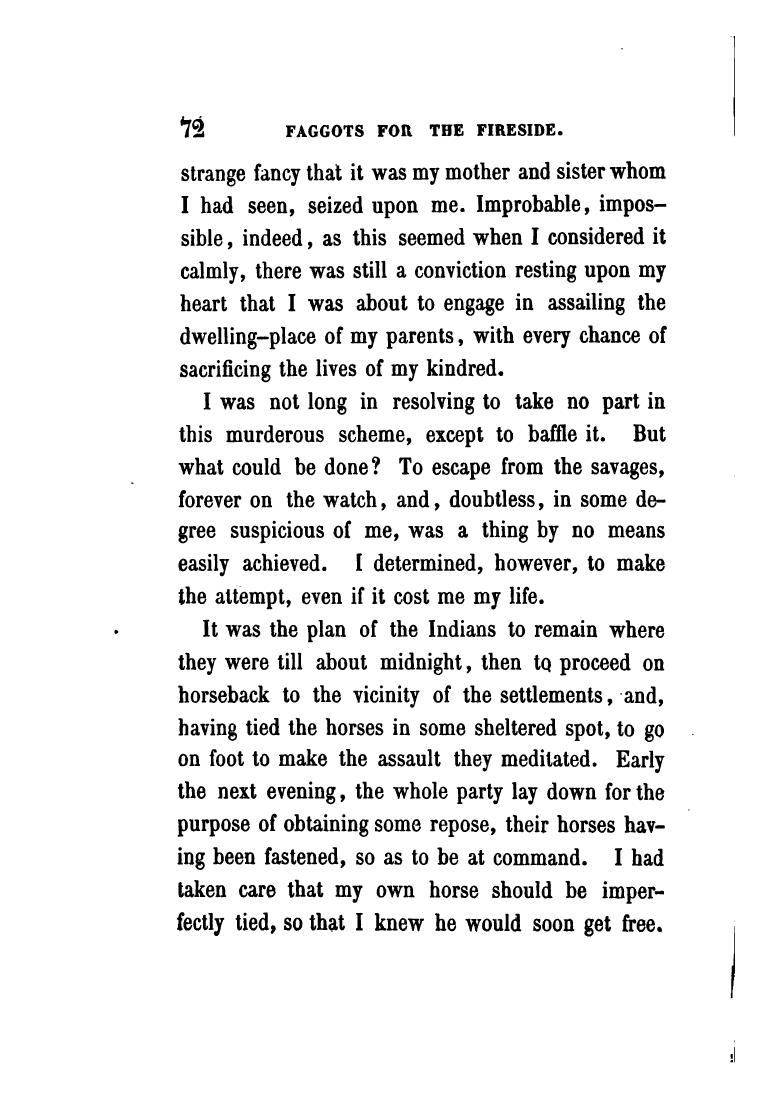 72 FAGGOTS FOR THE FIRESIDE.
strange fancy that it was my mother and sister whom
I had seen, seized upon me. Improbable, impos–
sible, indeed, as this seemed when I considered it
calmly, there was still a conviction resting upon my
heart that I was about to engage in assailing the
dwelling–place of my parents, with every chance of
sacrificing the lives of my kindred.
I was not long in resolving to take no part in
this murderous scheme, except to baffle it. But
what could be done? To escape from the savages,
forever on the watch, and, doubtless, in some de–
gree suspicious of me, was a thing by no means
easily achieved. I determined, however, to make
the attempt, even if it cost me my life.
It was the plan of the Indians to remain where
they were till about midnight, then to proceed on
horseback to the vicinity of the settlements, and,
having tied the horses in some sheltered spot, to go
on foot to make the assault they meditated. Early
the next evening, the whole party lay down for the
purpose of obtaining some repose, their horses hav–
ing been fastened, so as to be at command. I had
taken care that my own horse should be imper–
fectly tied, so that I knew he would soon get free.